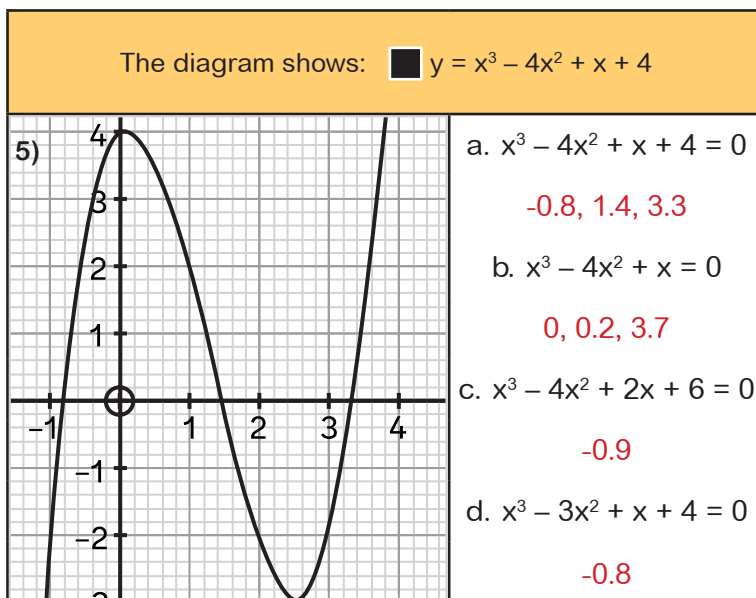 The diagram shows: y = x³ – 4x² + x + 4
5)
4
3
2
1
–1
1
2
3
4
–1
–2
a. x³ – 4x² + x + 4 = 0
-0.8, 1.4, 3.3
b. x³ – 4x² + x = 0
0, 0.2, 3.7
c. x³ – 4x² + 2x + 6 = 0
-0.9
d. x³ – 3x² + x + 4 = 0
-0.8